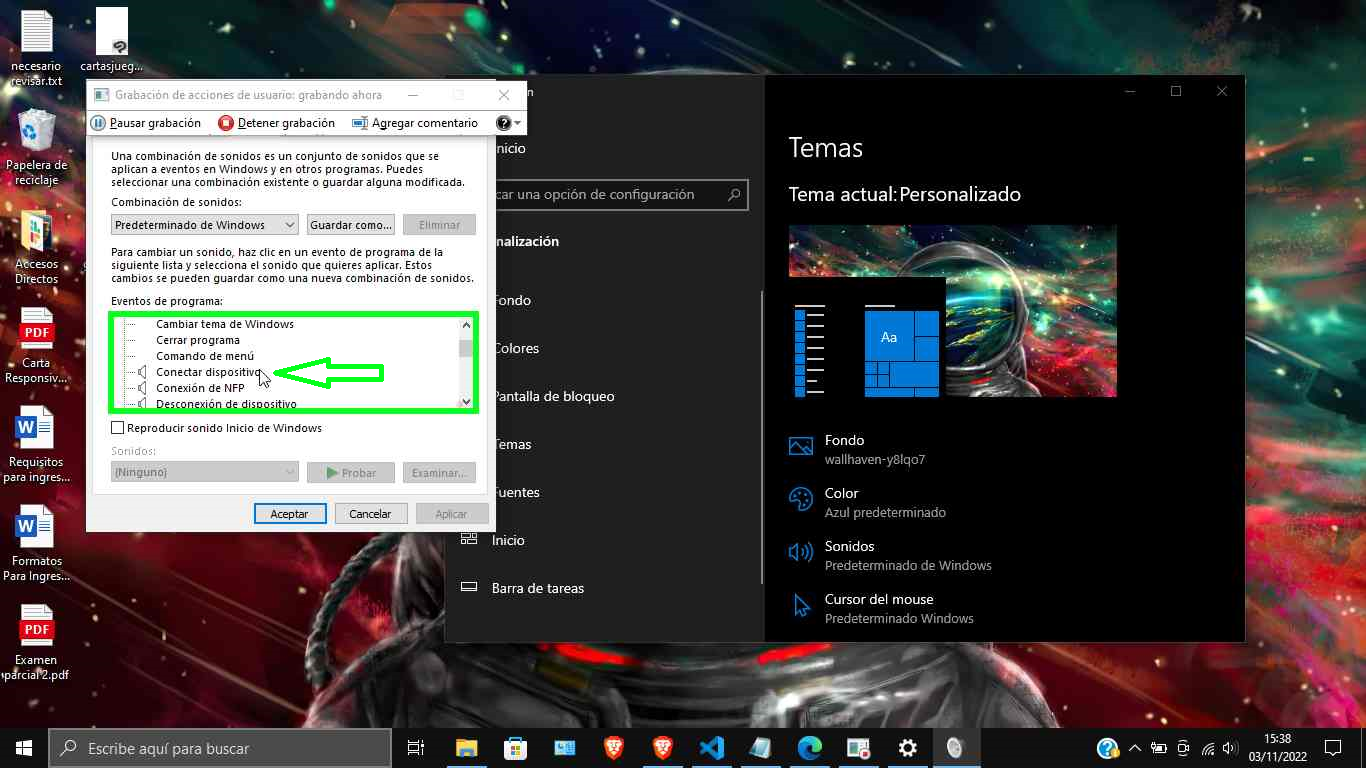 necesario
revisar.txt
cartasjueg...
Papelera de
reciclaje
Accesos
Directos
PDF
Carta
Responsiv...
W
Requisitos
para ingres...
W
Formatos
Para Ingres...
PDF
Examen
parcial 2.pdf
Grabación de acciones de usuario: grabando ahora
Pausar grabación
Detener grabación
Agregar comentario
Una combinación de sonidos es un conjunto de sonidos que se
aplican a eventos en Windows y en otros programas. Puedes
seleccionar una combinación existente o guardar alguna modificada.
Combinación de sonidos:
Predeterminado de Windows
Guardar como...
Eliminar
Para cambiar un sonido, haz clic en un evento de programa de la
siguiente lista y selecciona el sonido que quieres aplicar. Estos
cambios se pueden guardar como una nueva combinación de sonidos.
Eventos de programa:
Cambiar tema de Windows
Cerrar programa
Comando de menú
Conectar dispositivo
Conexión de NFP
Desconexión de dispositivo
Reproducir sonido Inicio de Windows
Sonidos:
(Ninguno)
Probar
Examinar...
Aceptar
Cancelar
Aplicar
n
nicio
car una opción de configuración
nalización
Fondo
Colores
Pantalla de bloqueo
Temas
Fuentes
Inicio
Barra de tareas
Temas
Tema actual:Personalizado
Aa
Fondo
wallhaven-y8lqo7
Color
Azul predeterminado
Sonidos
Predeterminado de Windows
Cursor del mouse
Predeterminado Windows
Escribe aquí para buscar
15:38
03/11/2022